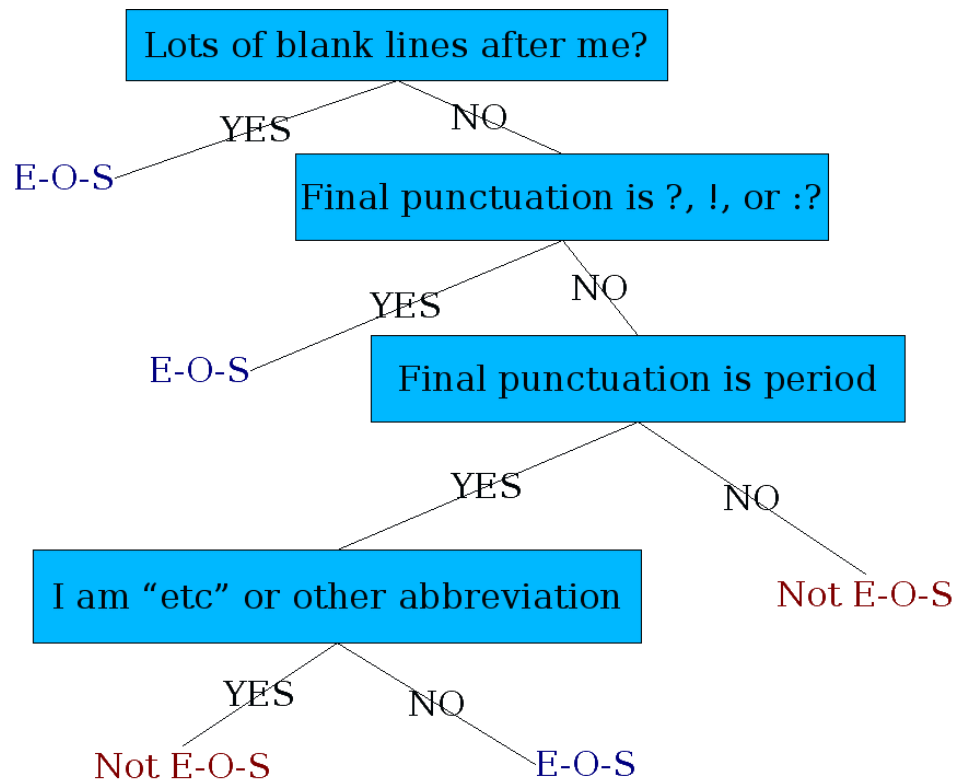 Lots of blank lines after me?
YES
NO
E-O-S
Final punctuation is ?, !, or :?
YES
NO
E-O-S
Final punctuation is period
YES
NO
I am “etc” or other abbreviation
Not E-O-S
YES
NO
Not E-O-S
E-O-S